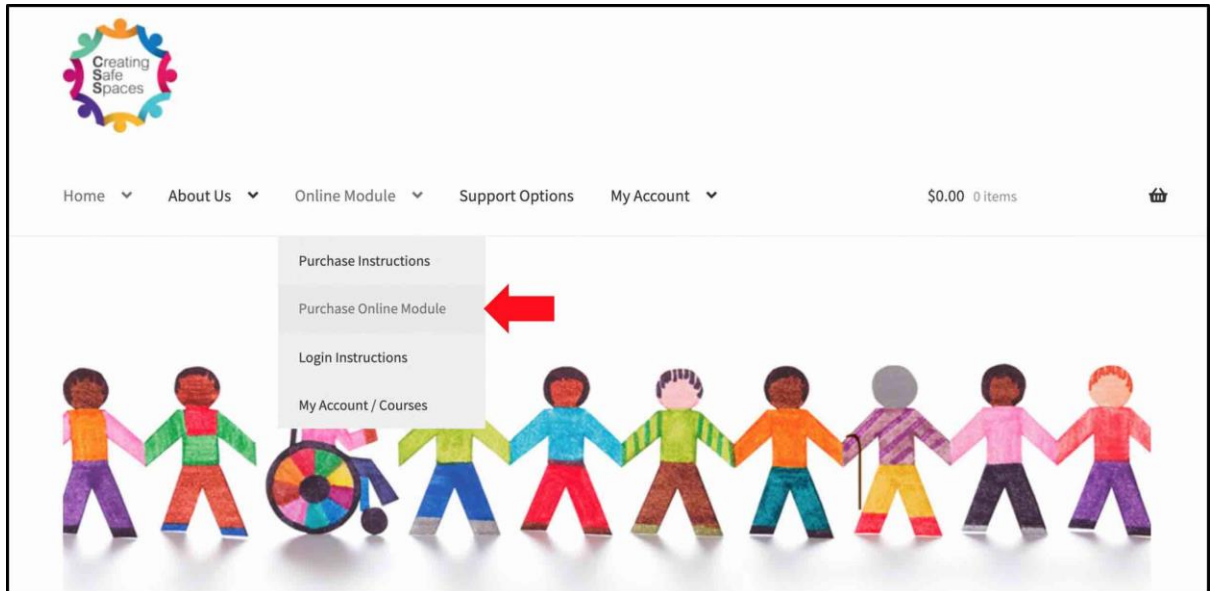 Creating
Safe
Spaces
Home About Us Online Module Support Options My Account $0.00 0 items
Purchase Instructions
Purchase Online Module
Login Instructions
My Account / Courses